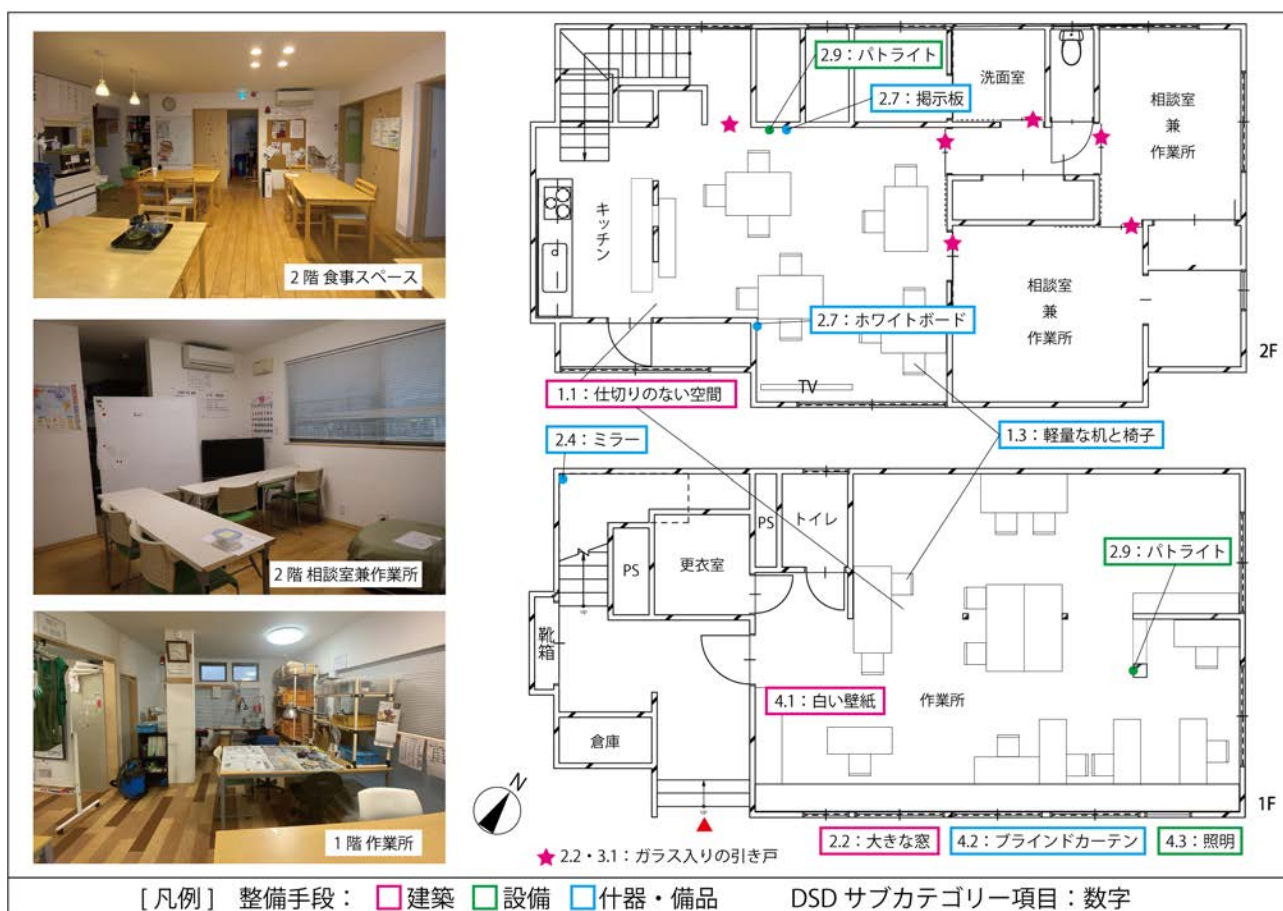 2階 食事スペース
2階 相談室兼作業所
1階 作業所
2.9：パトライト
2.7：掲示板
洗面室
相談室
兼
作業所
キッチン
2.7：ホワイトボード
相談室
兼
作業所
TV
2F
1.1：仕切りのない空間
1.3：軽量な机と椅子
2.4：ミラー
PS
トイレ
PS
更衣室
2.9：パトライト
靴箱
4.1：白い壁紙
作業所
倉庫
N
1F
2.2：大きな窓
4.2：ブラインドカーテン
4.3：照明
★ 2.2・3.1：ガラス入りの引き戸
[凡例] 整備手段： 建築 設備 什器・備品 DSD サブカテゴリー項目：数字